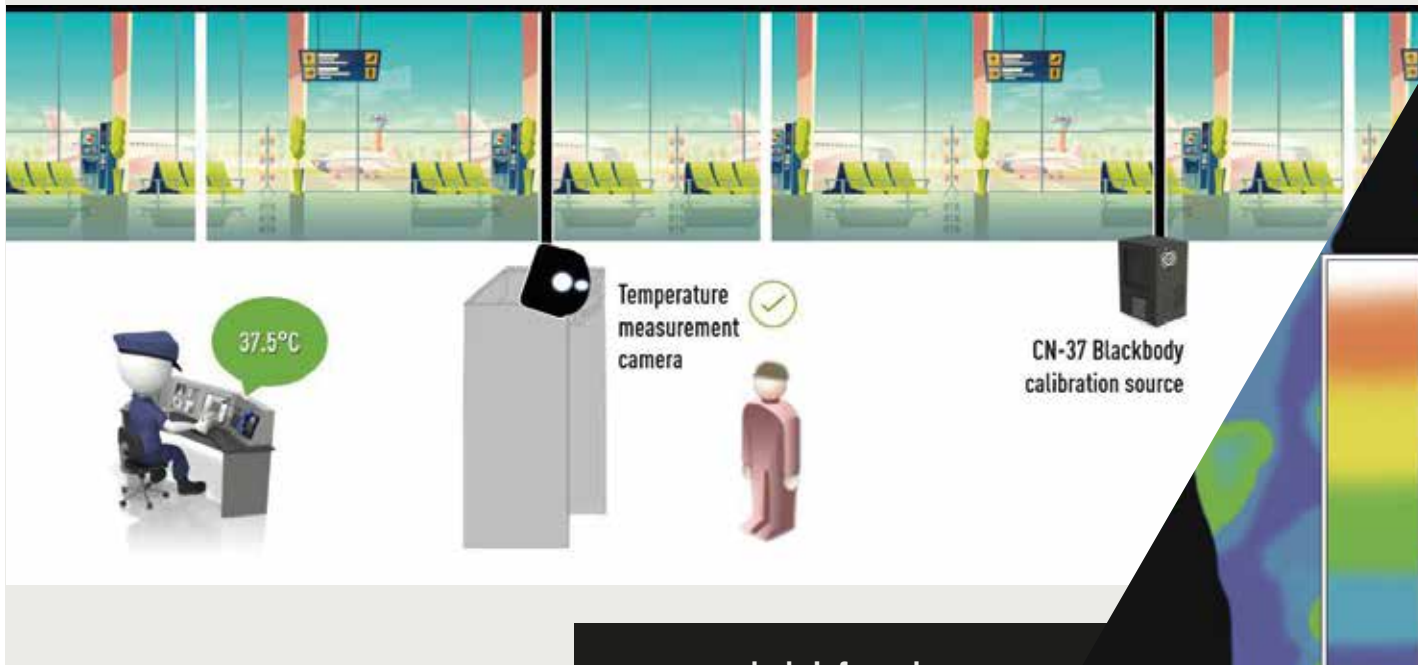 37.5°C
Temperature
measurement
camera
CN-37 Blackbody
calibration source